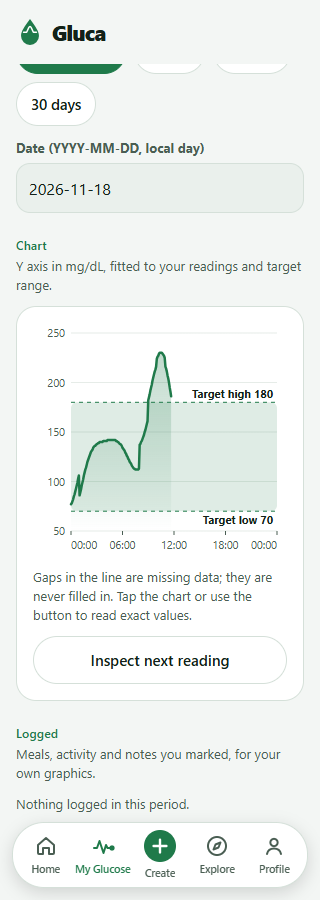 Gluca
30 days
Date (YYYY-MM-DD, local day)
2026-11-18
Chart
Y axis in mg/dL, fitted to your readings and target
range.
250
200
Target high 180
150
100
Target low 70
50
00:00 06:00 12:00 18:00 00:00
Gaps in the line are missing data; they are
never filled in. Tap the chart or use the
button to read exact values.
Inspect next reading
Logged
Meals, activity and notes you marked, for your
own graphics.
Nothing logged in this period.
Home My Glucose Create Explore Profile